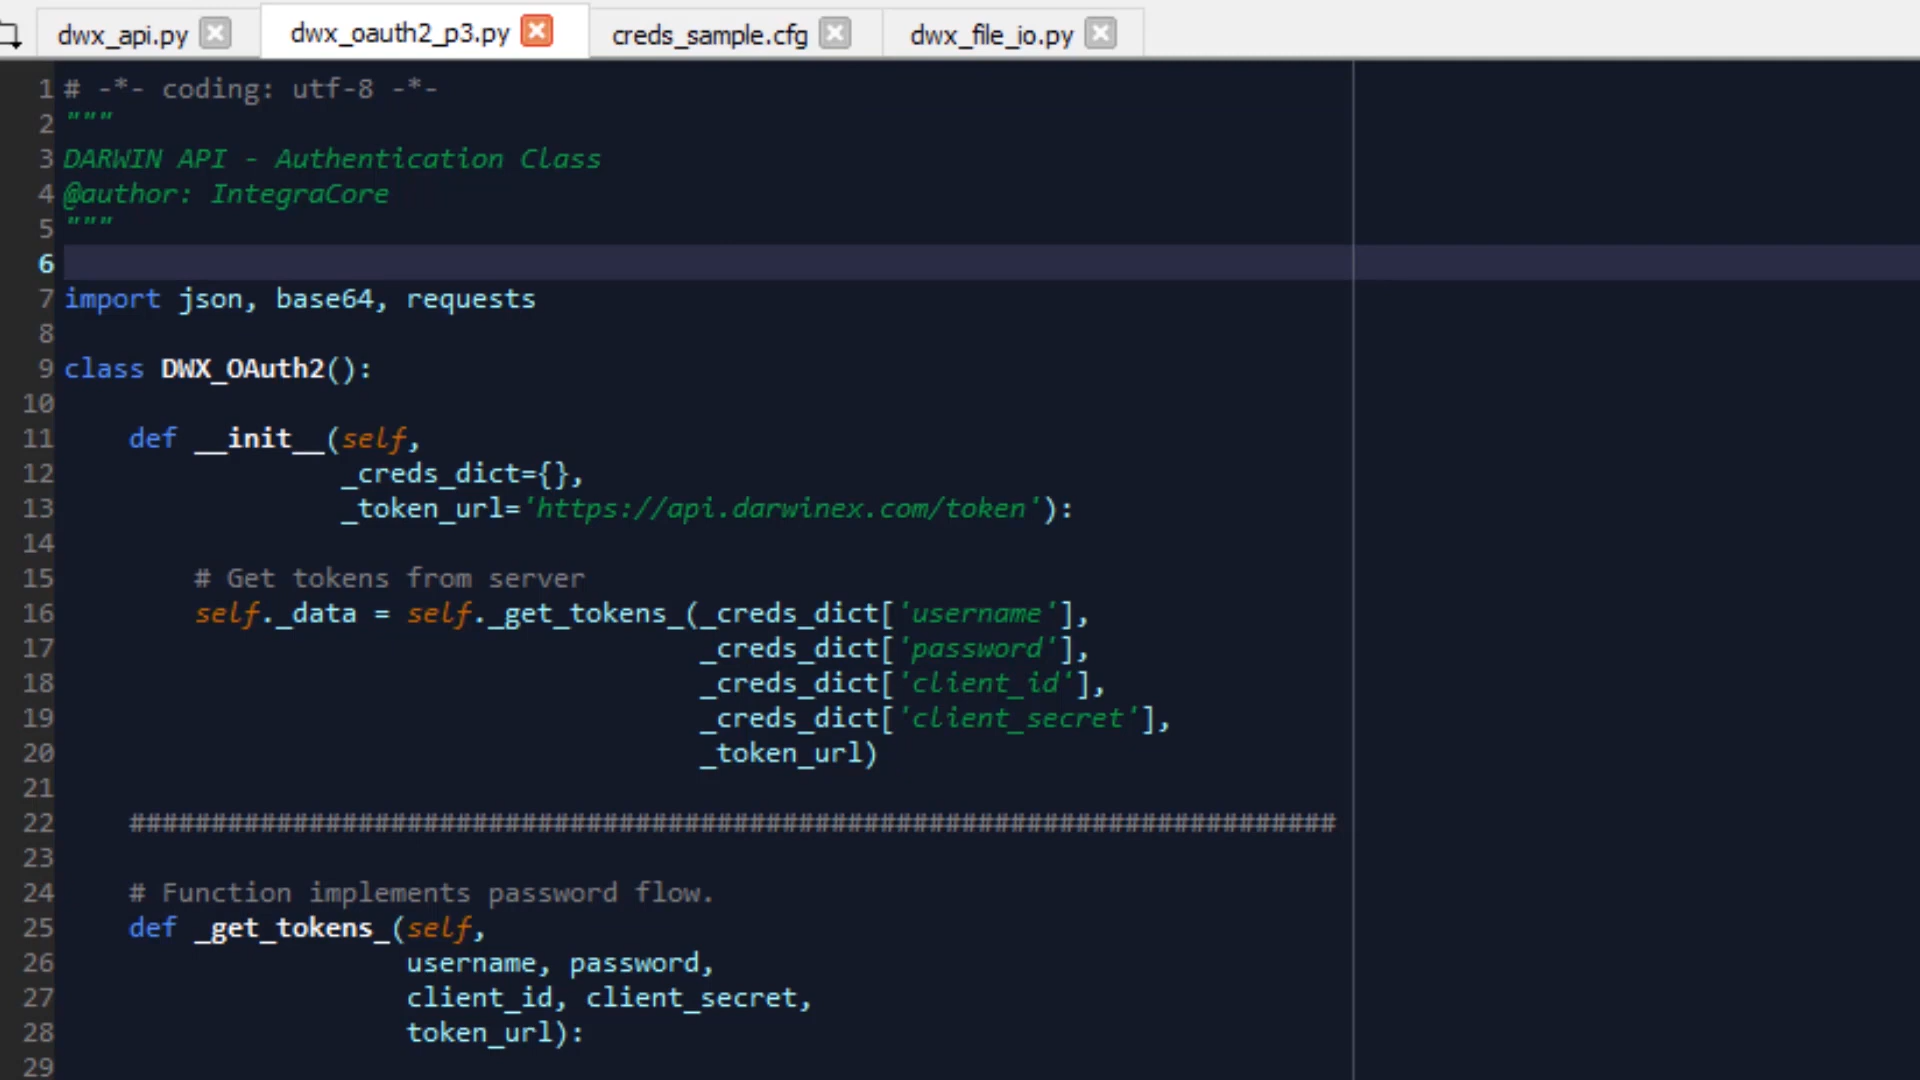 dwx_api.py dwx_oauth2_p3.py creds_sample.cfg dwx_file_io.py
1 # -*- coding: utf-8 -*-
2 """
3 DARWIN API - Authentication Class
4 @author: IntegraCore
5 """
6
7 import json, base64, requests
8
9 class DWX_OAuth2():
10
11     def __init__(self,
12                  _creds_dict={},
13                  _token_url='https://api.darwinex.com/token'):
14
15         # Get tokens from server
16         self._data = self._get_tokens_(_creds_dict['username'],
17                                        _creds_dict['password'],
18                                        _creds_dict['client_id'],
19                                        _creds_dict['client_secret'],
20                                        _token_url)
21
22     ##########################################################################
23
24     # Function implements password flow.
25     def _get_tokens_(self,
26                      username, password,
27                      client_id, client_secret,
28                      token_url):
29